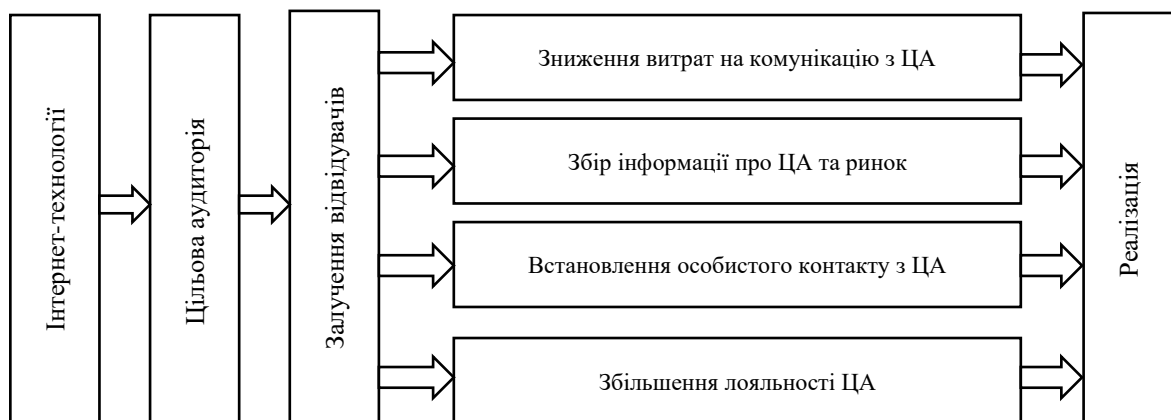 Інтернет-технології
Цільова аудиторія
Залучення відвідувачів
Зниження витрат на комунікацію з ЦА
Збір інформації про ЦА та ринок
Встановлення особистого контакту з ЦА
Збільшення лояльності ЦА
Реалізація